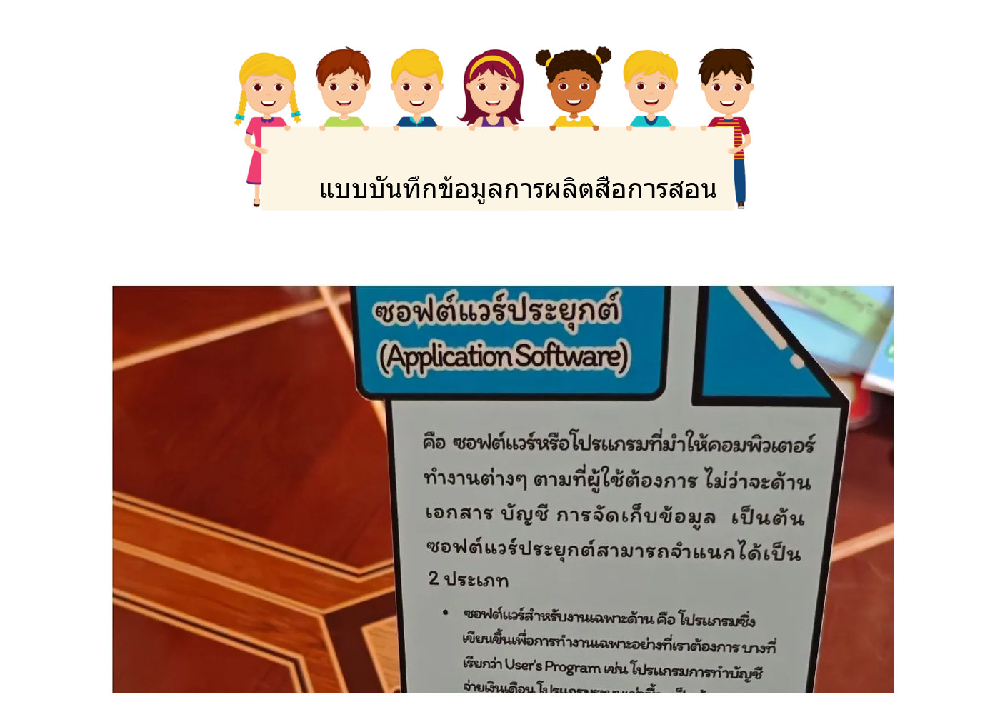 แบบบันทึกข้อมูลการผลิตสื่อการสอน
ซอฟต์แวร์ประยุกต์
(Application Software)
คือ ซอฟต์แวร์หรือโปรแกรมที่มำให้คอมพิวเตอร์
ทำงานต่างๆ ตามที่ผู้ใช้ต้องการ ไม่ว่าจะด้าน
เอกสาร บัญชี การจัดเก็บข้อมูล เป็นต้น
ซอฟต์แวร์ประยุกต์สามารถจำแนกได้เป็น
2 ประเภท
• ซอฟต์แวร์สำหรับงานเฉพาะด้าน คือ โปรแกรมซึ่ง
เขียนขึ้นเพื่อการทำงานเฉพาะอย่างที่เราต้องการ บางที่
เรียกว่า User's Program เช่น โปรแกรมการทำบัญชี
จ่ายเงินเดือน